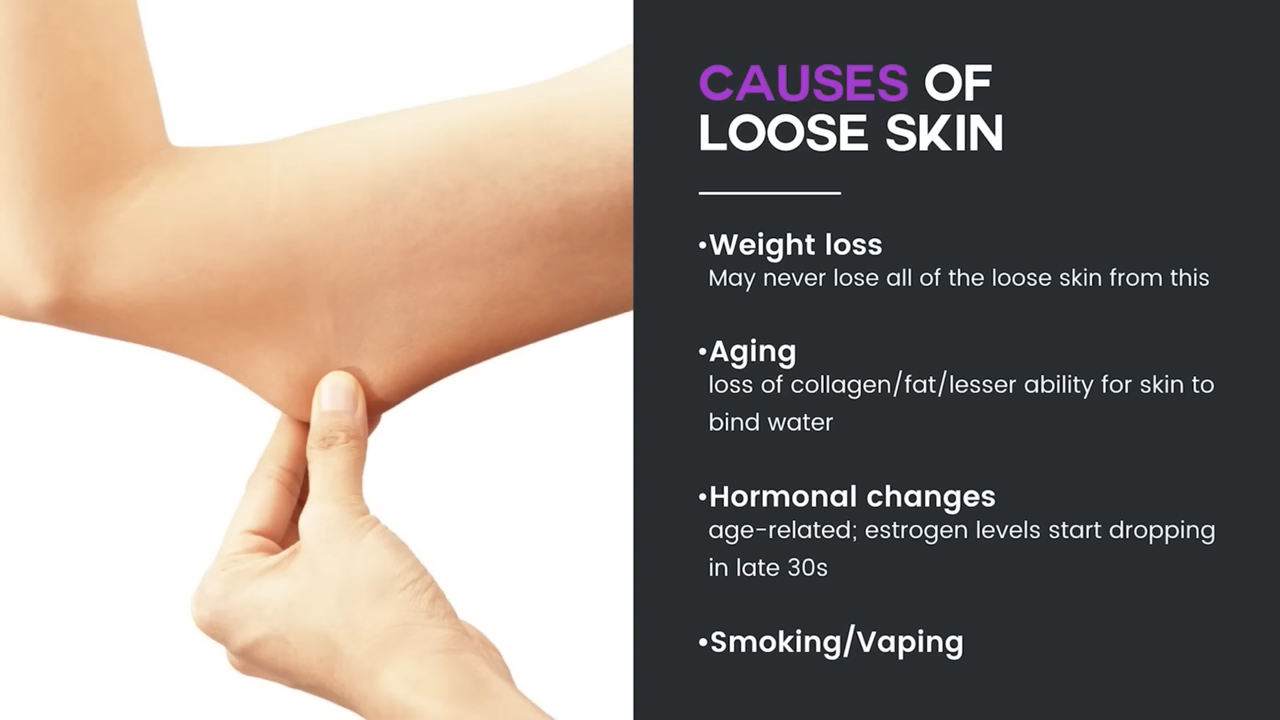 CAUSES OF
LOOSE SKIN
•Weight loss
May never lose all of the loose skin from this
•Aging
loss of collagen/fat/lesser ability for skin to
bind water
•Hormonal changes
age-related; estrogen levels start dropping
in late 30s
•Smoking/Vaping